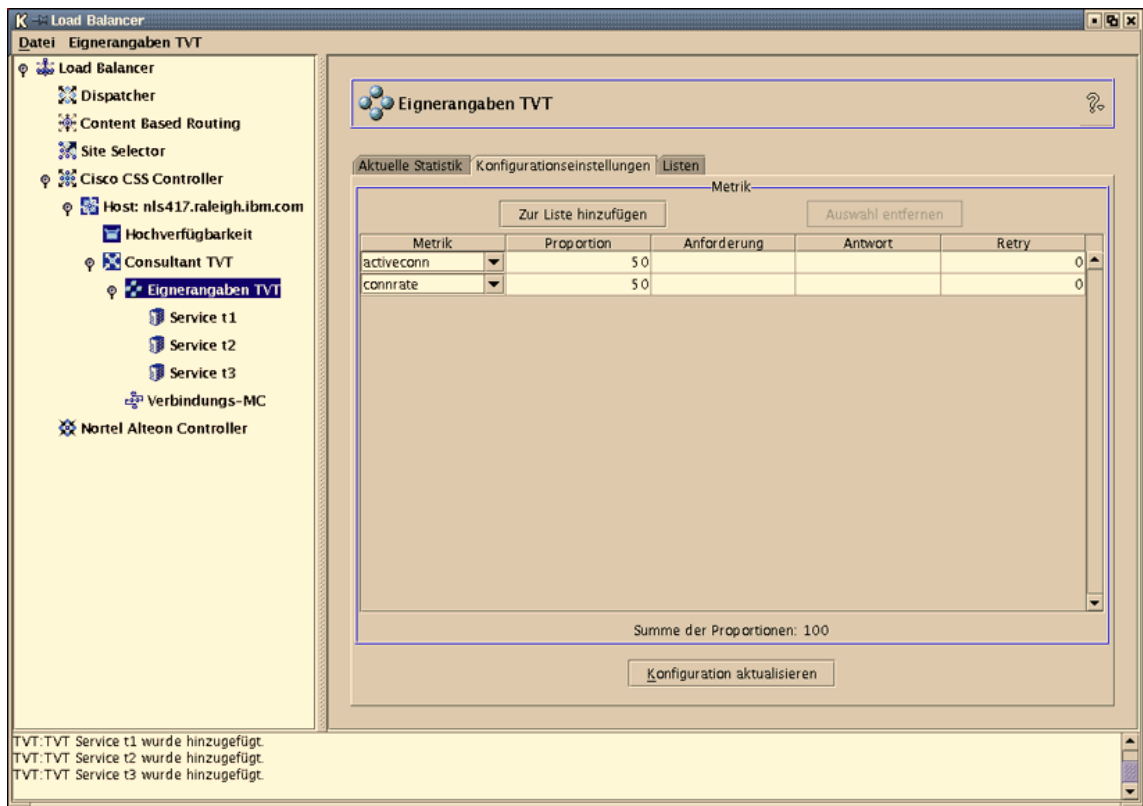 Load Balancer
Datei Eignerangaben TVT
Load Balancer
Dispatcher
Content Based Routing
Site Selector
Cisco CSS Controller
Host: nls417.raleigh.ibm.com
Hochverfügbarkeit
Consultant TVT
Eignerangaben TVT
Service t1
Service t2
Service t3
Verbindungs-MC
Nortel Alteon Controller
Eignerangaben TVT
?
Aktuelle Statistik Konfigurationseinstellungen Listen
Metrik
Zur Liste hinzufügen Auswahl entfernen
Metrik Proportion Anforderung Antwort Retry
activeconn 50 0
connrate 50 0
Summe der Proportionen: 100
Konfiguration aktualisieren
TVT:TVT Service t1 wurde hinzugefügt.
TVT:TVT Service t2 wurde hinzugefügt.
TVT:TVT Service t3 wurde hinzugefügt.